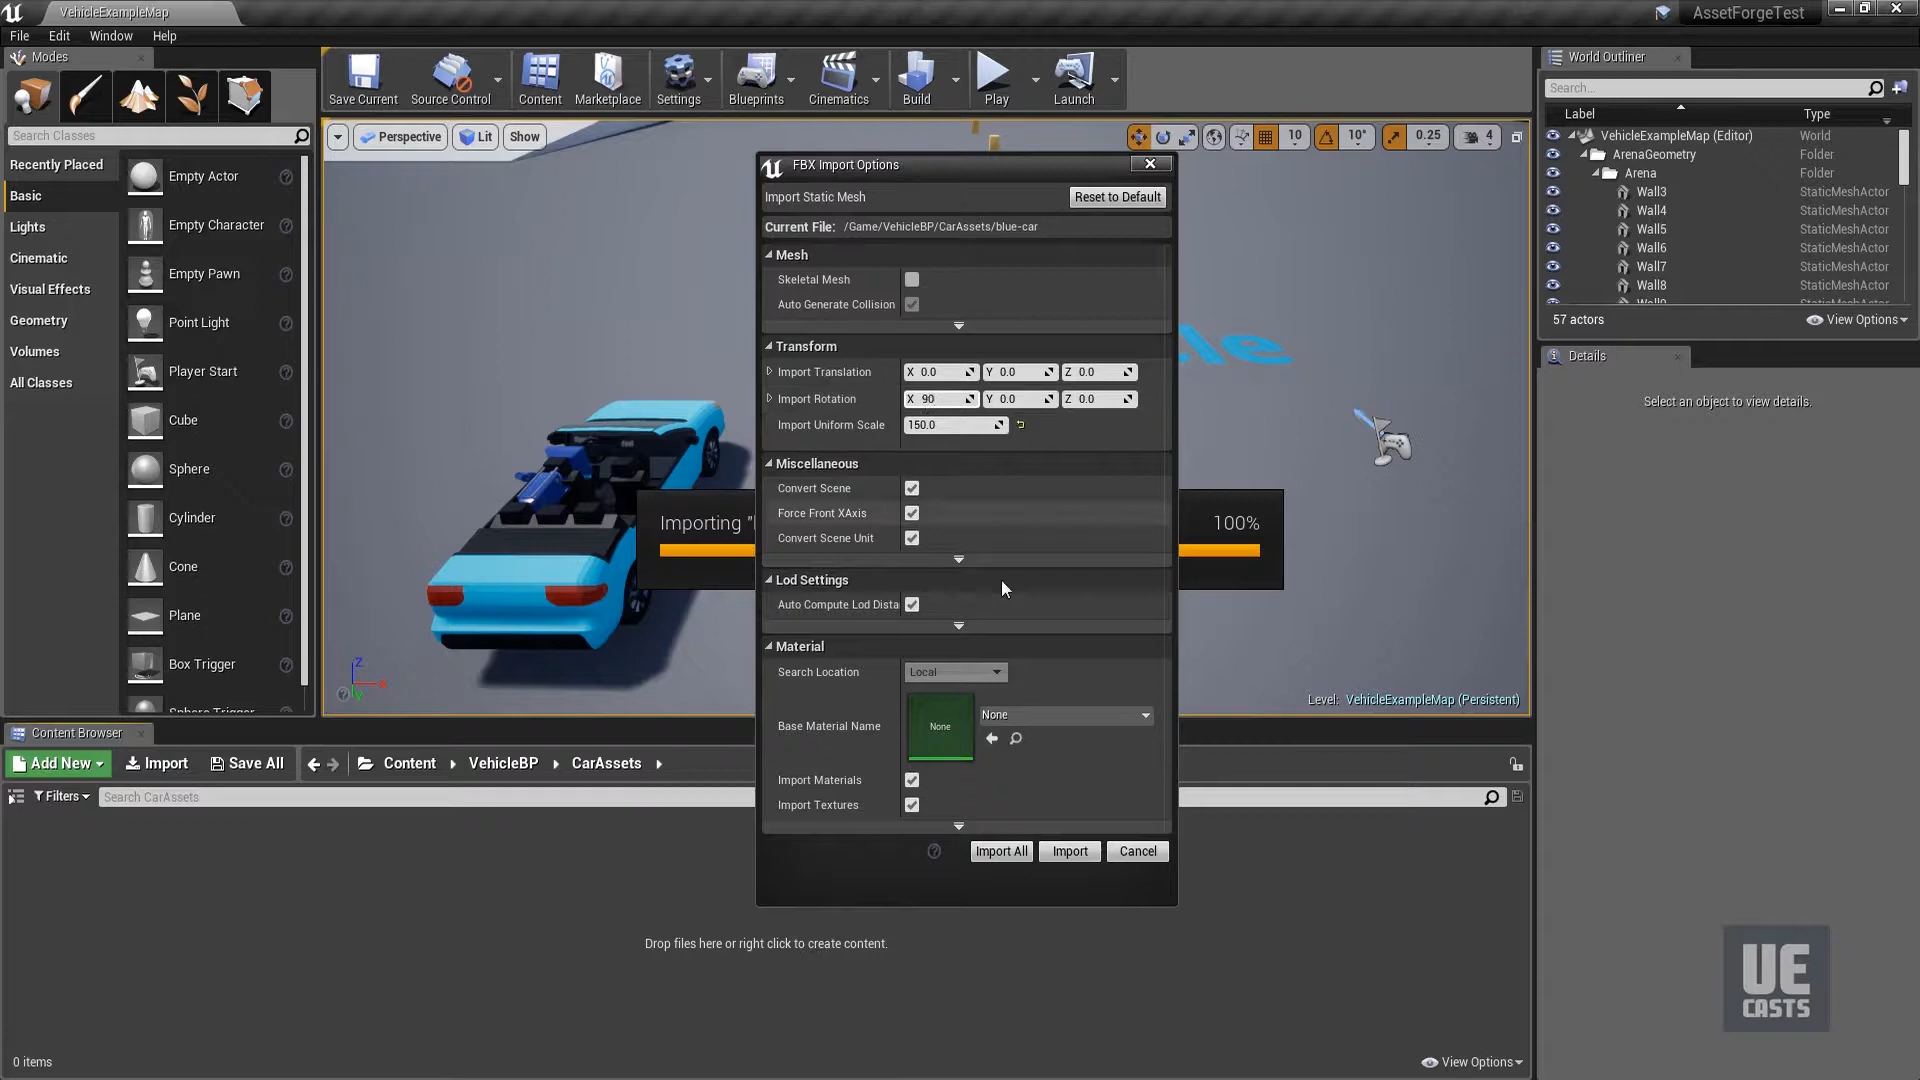 VehicleExampleMap
AssetForgeTest
File Edit Window Help
Modes
Search Classes
Recently Placed
Basic
Lights
Cinematic
Visual Effects
Geometry
Volumes
All Classes
Empty Actor
Empty Character
Empty Pawn
Point Light
Player Start
Cube
Sphere
Cylinder
Cone
Plane
Box Trigger
Sphere Trigger
Save Current
Source Control
Content
Marketplace
Settings
Blueprints
Cinematics
Build
Play
Launch
Perspective Lit Show
10 10° 0.25 4
FBX Import Options
Import Static Mesh Reset to Default
Current File: /Game/VehicleBP/CarAssets/blue-car
Mesh
Skeletal Mesh
Auto Generate Collision
Transform
Import Translation X 0.0 Y 0.0 Z 0.0
Import Rotation X 90 Y 0.0 Z 0.0
Import Uniform Scale 150.0
Miscellaneous
Convert Scene
Force Front XAxis
Convert Scene Unit
Lod Settings
Auto Compute Lod Dista
Material
Search Location Local
Base Material Name None None
Import Materials
Import Textures
Import All Import Cancel
Importing "
100%
Z X Y
Level: VehicleExampleMap (Persistent)
World Outliner
Search...
Label Type
VehicleExampleMap (Editor) World
ArenaGeometry Folder
Arena Folder
Wall3 StaticMeshActor
Wall4 StaticMeshActor
Wall5 StaticMeshActor
Wall6 StaticMeshActor
Wall7 StaticMeshActor
Wall8 StaticMeshActor
57 actors View Options
Details
Select an object to view details.
Content Browser
Add New Import Save All Content VehicleBP CarAssets
Filters Search CarAssets
Drop files here or right click to create content.
0 items View Options
UE
CASTS